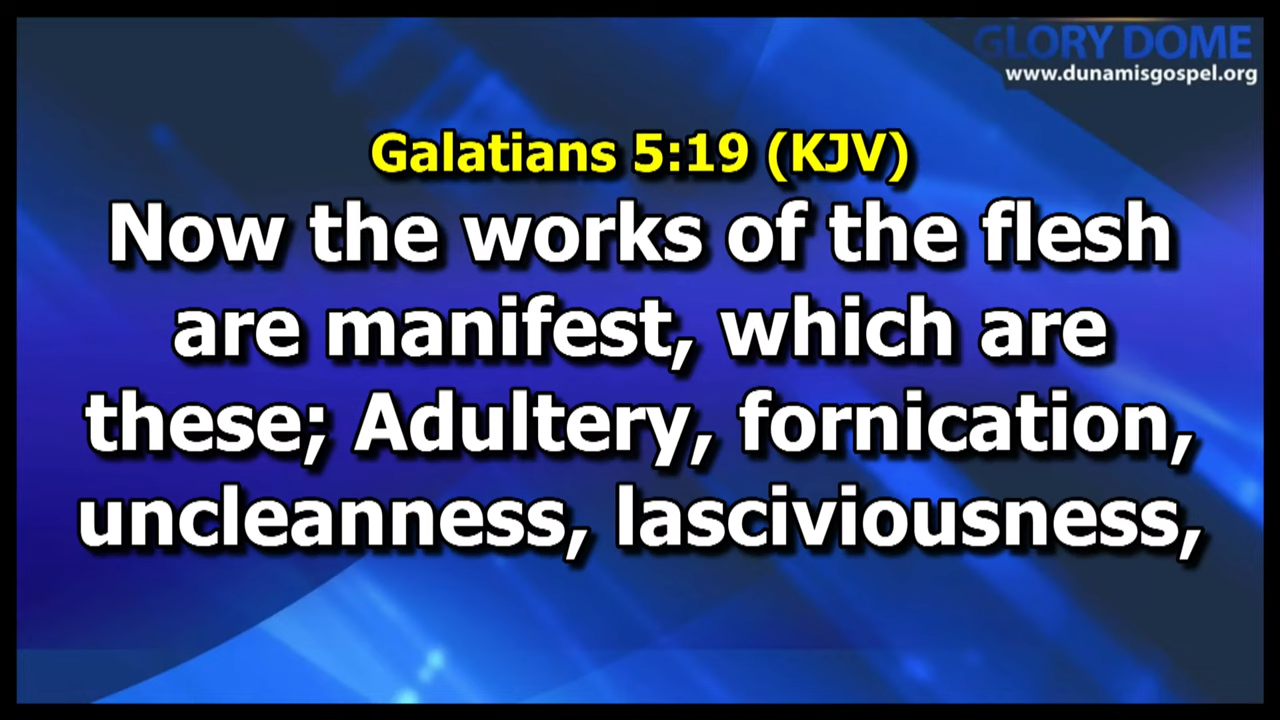 GLORY DOME
www.dunamisgospel.org
Galatians 5:19 (KJV)
Now the works of the flesh
are manifest, which are
these; Adultery, fornication,
uncleanness, lasciviousness,